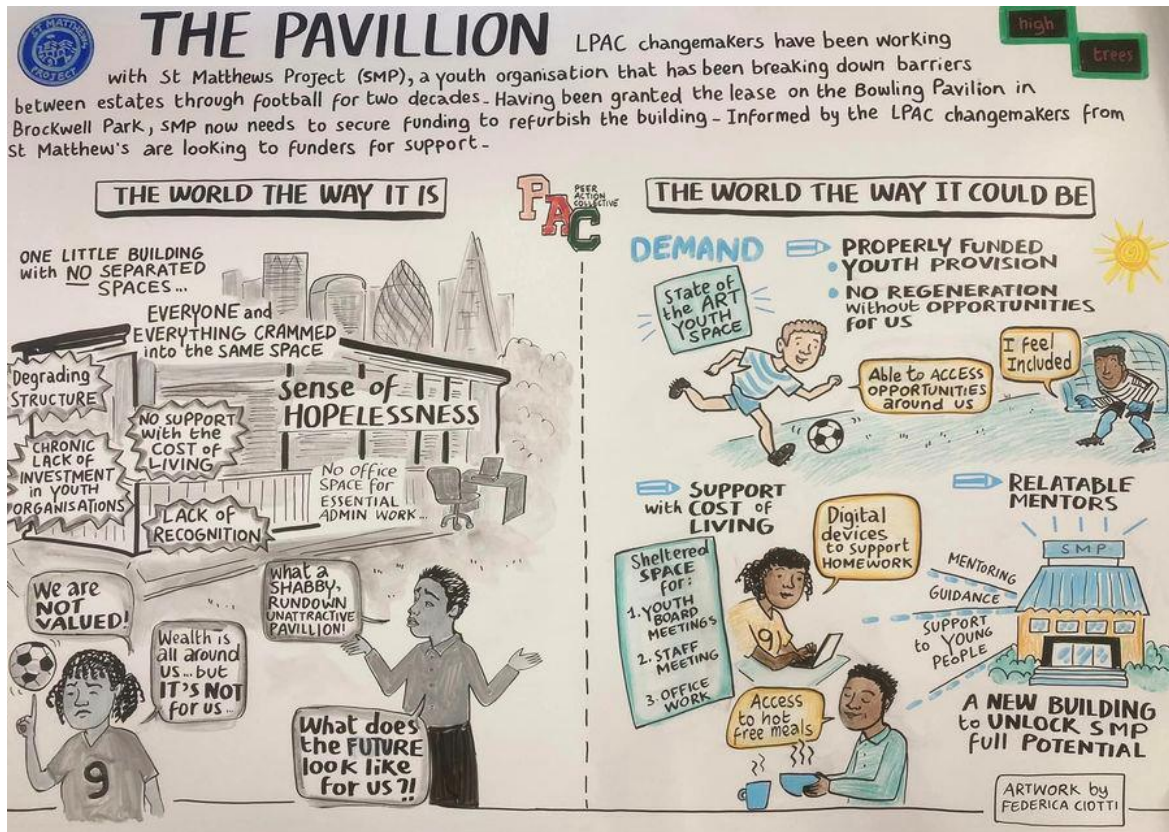 ST MATTHEWS
PROJECT
THE PAVILLION
high
trees
LPAC changemakers have been working
with St Matthews Project (SMP), a youth organisation that has been breaking down barriers
between estates through football for two decades - Having been granted the lease on the Bowling Pavilion in
Brockwell Park, SMP now needs to secure funding to refurbish the building - Informed by the LPAC changemakers from
St Matthew's are looking to funders for support -
THE WORLD THE WAY IT IS
ONE LITTLE BUILDING
with NO SEPARATED
SPACES...
EVERYONE and
EVERYTHING CRAMMED
into the SAME SPACE
Degrading
STRUCTURE
sense of
HOPELESSNESS
NO SUPPORT
with the
COST of
LIVING
CHRONIC
LACK OF
INVESTMENT
in YOUTH
ORGANISATIONS
LACK OF
RECOGNITION
NO OFFICE
SPACE for
ESSENTIAL
ADMIN WORK...
We are
NOT
VALUED!
Wealth is
all around
us... but
IT'S NOT
for us...
9
What a
SHABBY,
RUNDOWN
UNATTRACTIVE
PAVILION!
What does
the FUTURE
look like
for us?!
PAC
PEER
ACTION
COLLECTIVE
THE WORLD THE WAY IT COULD BE
DEMAND
PROPERLY FUNDED
YOUTH PROVISION
NO REGENERATION
without OPPORTUNITIES
for US
State of
the ART
YOUTH
SPACE
Able to ACCESS
OPPORTUNITIES
around us
I feel
Included
SUPPORT
with COST of
LIVING
Sheltered
SPACE
for:
1. YOUTH
BOARD
MEETINGS
2. STAFF
MEETING
3. OFFICE
WORK
Digital
devices
to support
HOMEWORK
9
Access
to hot
free meals
RELATABLE
MENTORS
SMP
MENTORING
GUIDANCE
SUPPORT
to YOUNG
PEOPLE
A NEW BUILDING
to UNLOCK SMP
full POTENTIAL
ARTWORK by
FEDERICA CIOTTI